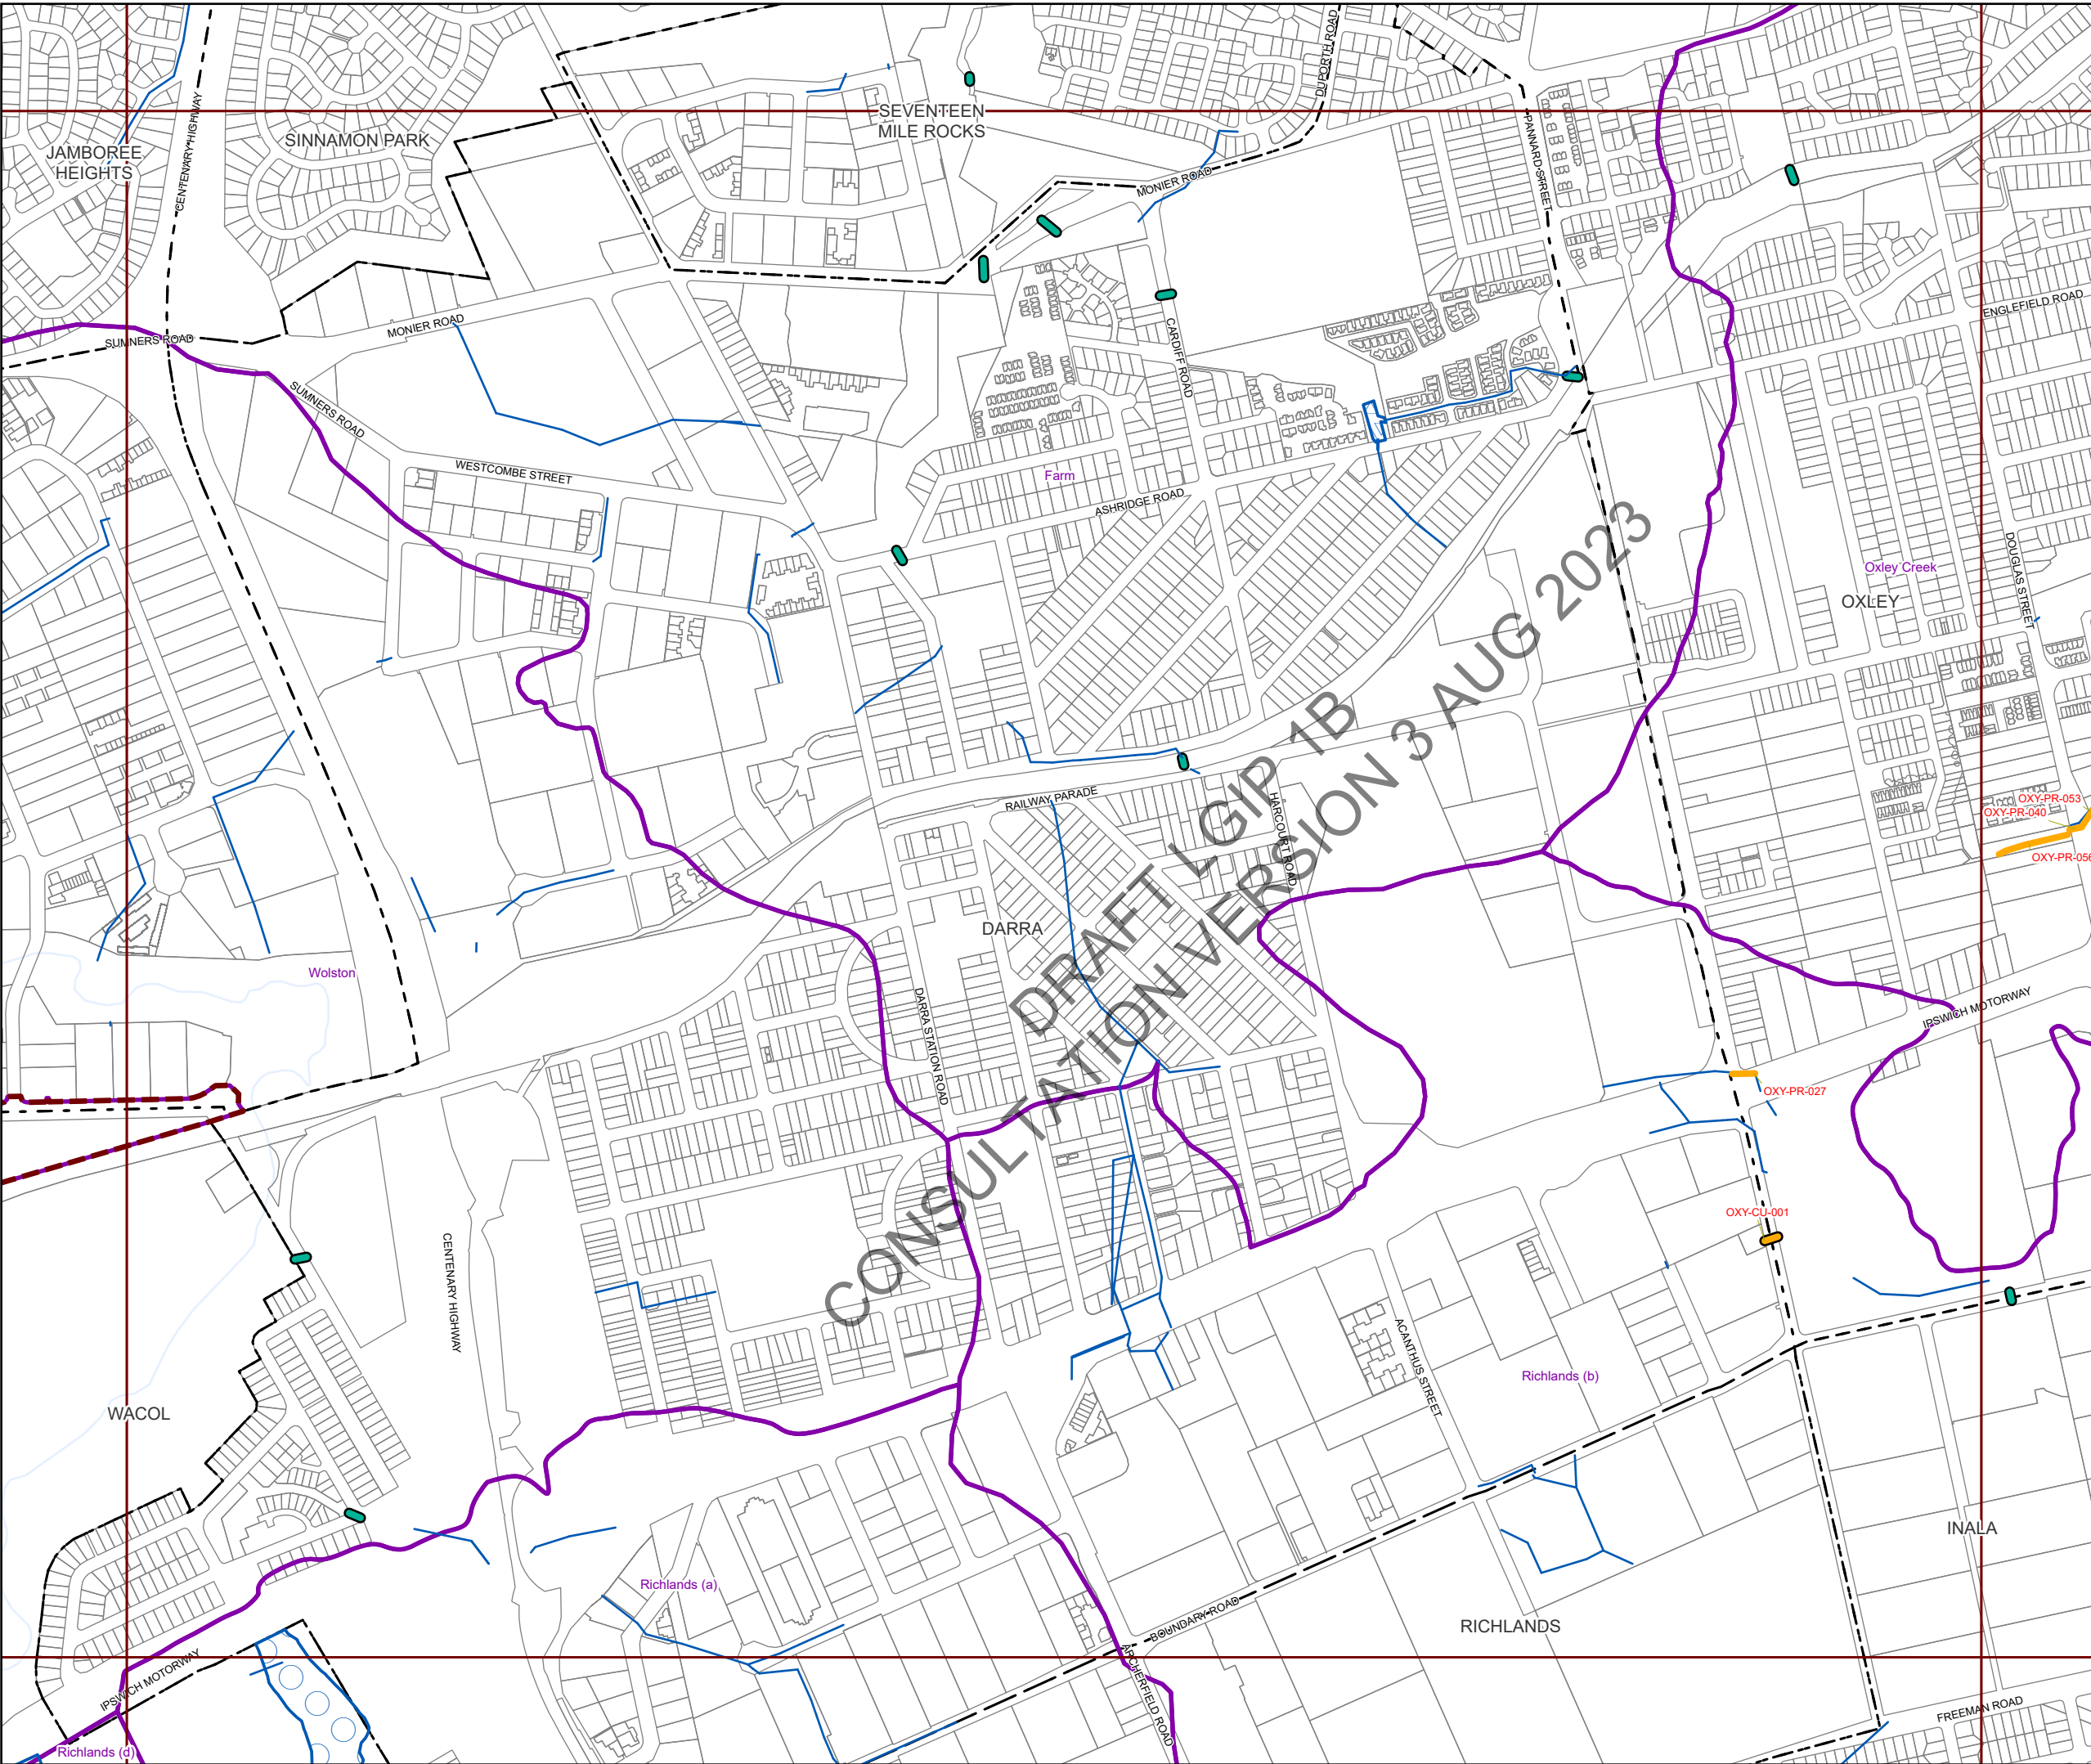 DUPORTH ROAD
SEVENTEEN
MILE ROCKS
SINNAMON PARK
JAMBOREE
HEIGHTS
CENTENARY HIGHWAY
PANNARD STREET
MONIER ROAD
ENGLEFIELD ROAD
MONIER ROAD
SUMNERS ROAD
CARDIFF ROAD
SUMNERS ROAD
WESTCOMBE STREET
Farm
ASHRIDGE ROAD
Oxley Creek
DOUGLAS STREET
OXLEY
RAILWAY PARADE
HARCOURT ROAD
OXY-PR-053
OXY-PR-040
OXY-PR-056
DARRA
DRAFT LGIP 1B
CONSULTATION VERSION 3 AUG 2023
Wolston
DARRA STATION ROAD
IPSWICH MOTORWAY
OXY-PR-027
OXY-CU-001
CENTENARY HIGHWAY
ACANTHUS STREET
Richlands (b)
WACOL
INALA
Richlands (a)
BOUNDARY ROAD
RICHLANDS
IPSWICH MOTORWAY
ARCHERFIELD ROAD
FREEMAN ROAD
Richlands (d)